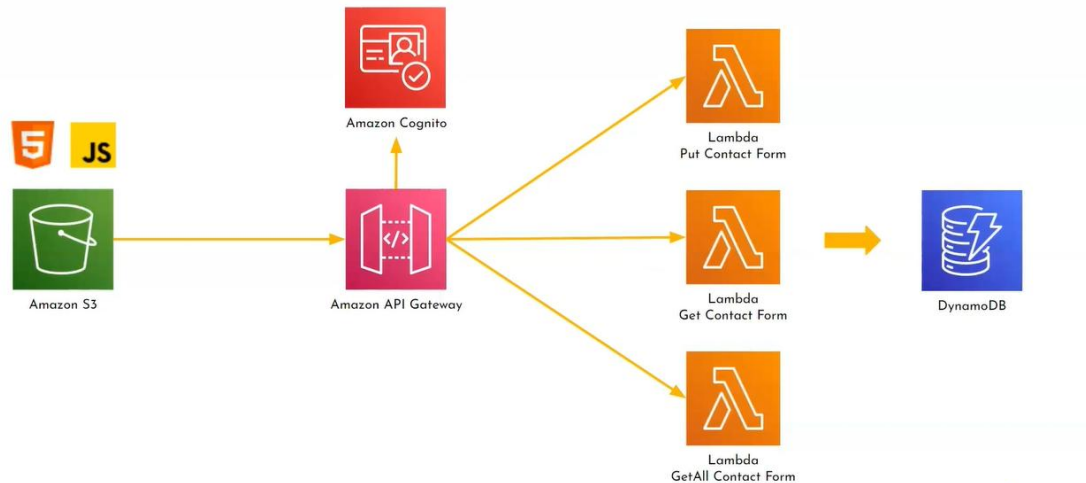 Amazon Cognito
5
JS
Amazon S3
</>
Amazon API Gateway
Lambda
Put Contact Form
Lambda
Get Contact Form
Lambda
GetAll Contact Form
DynamoDB